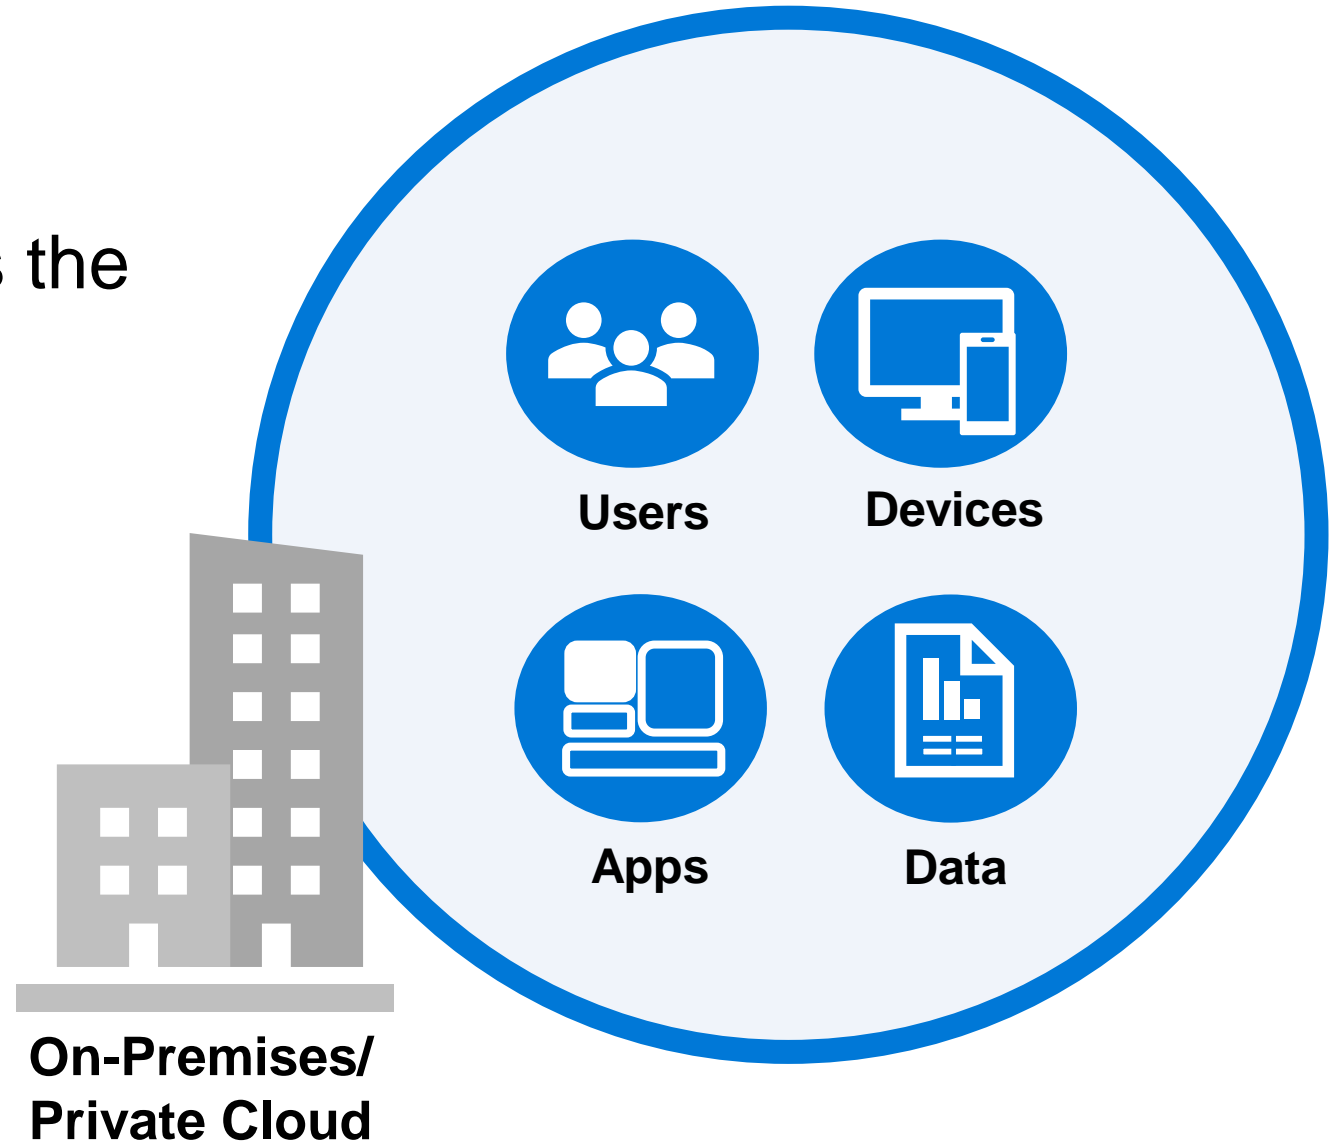 the
Users
Devices
Apps
Data
On-Premises/
Private Cloud